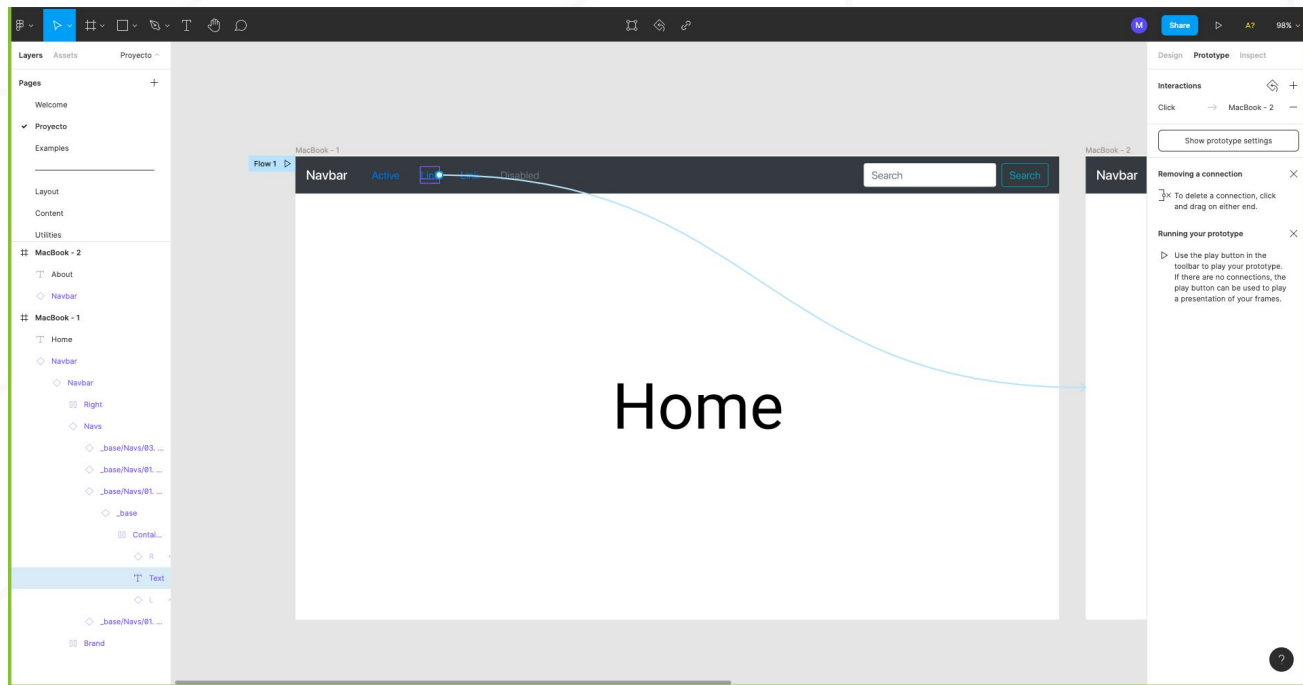 M
Share
A?
98%
Layers Assets Proyecto
Pages
Welcome
Proyecto
Examples
Layout
Content
Utilities
MacBook - 2
About
Navbar
MacBook - 1
Home
Navbar
Navbar
Right
Navs
_base/Navs/03. ...
_base/Navs/01. ...
_base/Navs/01. ...
_base
Contai...
R
Text
L
_base/Navs/01. ...
Brand
MacBook - 1
Flow 1
Navbar Active Link Link Disabled Search Search
Home
MacBook - 2
Navbar
Design Prototype Inspect
Interactions
Click MacBook - 2
Show prototype settings
Removing a connection
To delete a connection, click
and drag on either end.
Running your prototype
Use the play button in the
toolbar to play your prototype.
If there are no connections, the
play button can be used to play
a presentation of your frames.
?